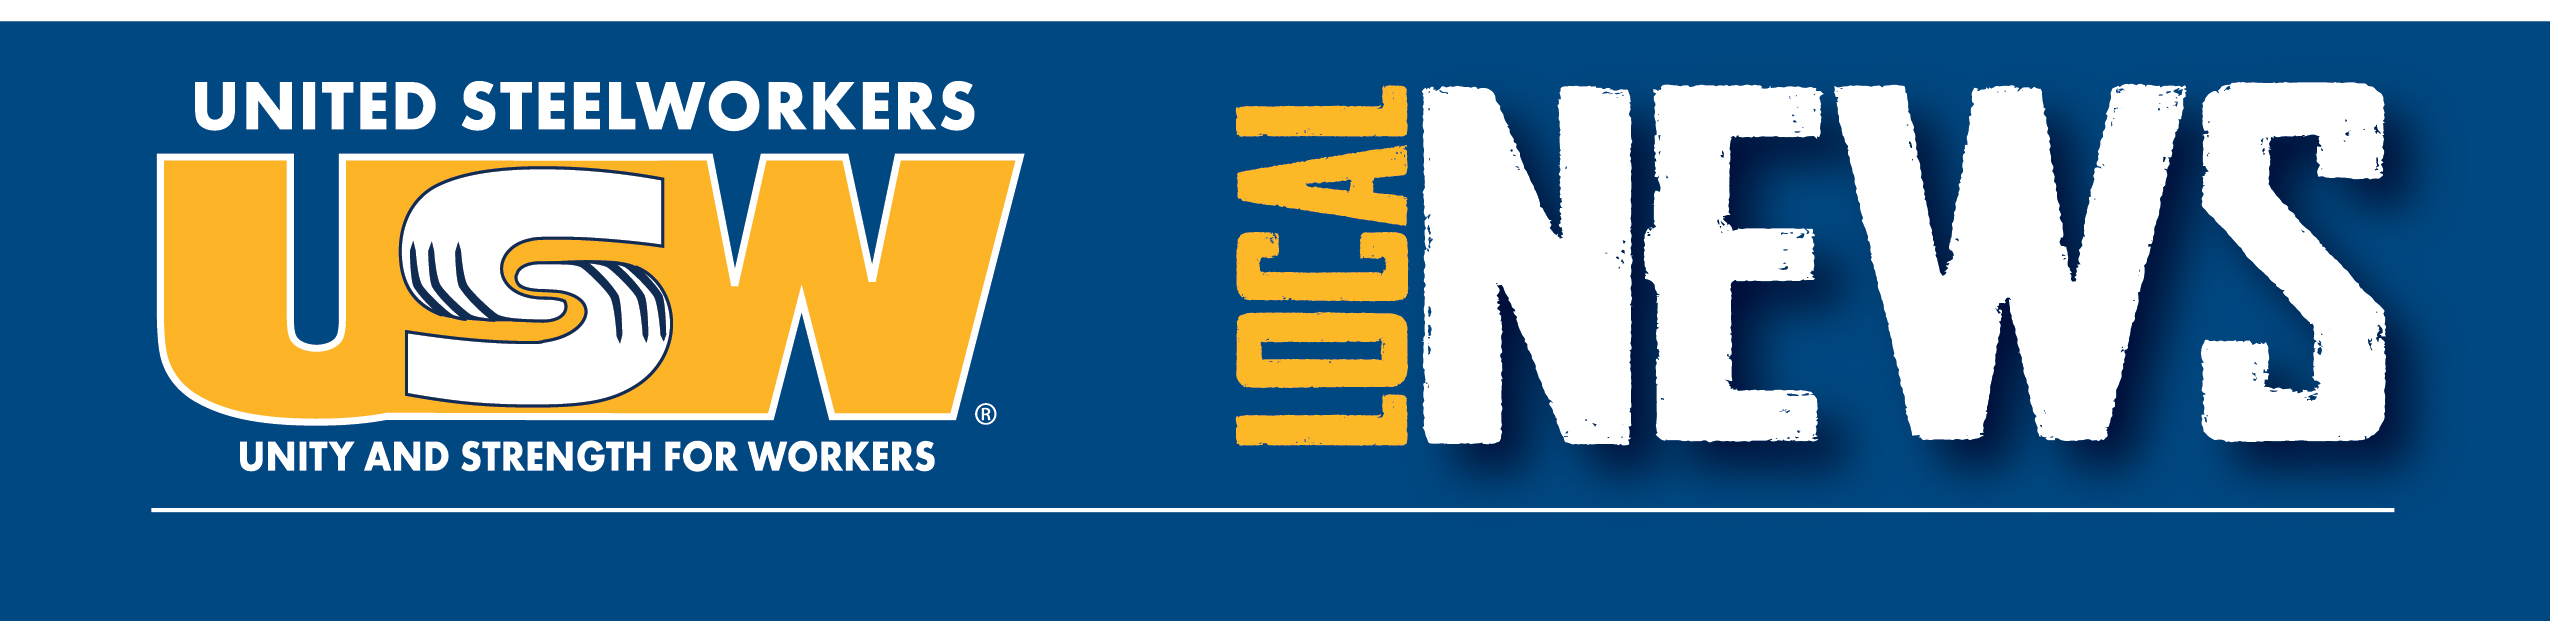 UNITED STEELWORKERS
USW®
UNITY AND STRENGTH FOR WORKERS
LOCAL
NEWS